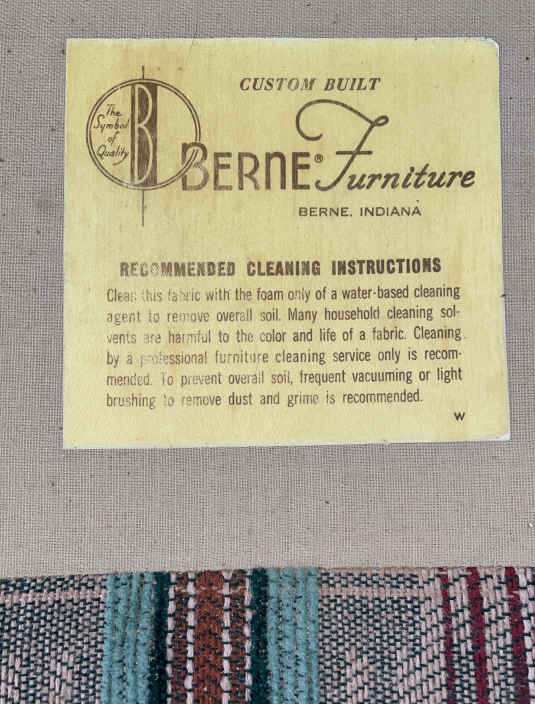 CUSTOM BUILT
The
Symbol
of
Quality
B
BERNE® Furniture
BERNE, INDIANA
RECOMMENDED CLEANING INSTRUCTIONS
Clean this fabric with the foam only of a water-based cleaning
agent to remove overall soil. Many household cleaning sol-
vents are harmful to the color and life of a fabric. Cleaning
by a professional furniture cleaning service only is recom-
mended. To prevent overall soil, frequent vacuuming or light
brushing to remove dust and grime is recommended.
W